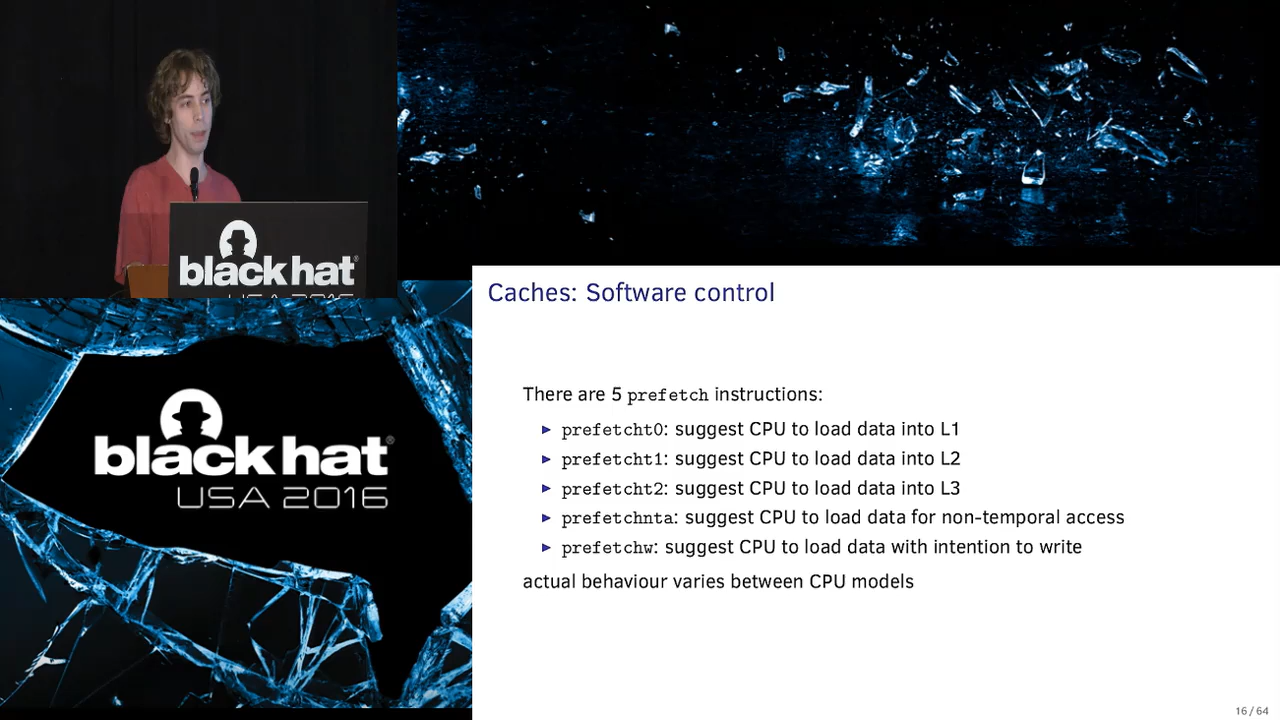 black hat®
USA 2016
black hat®
USA 2016
Caches: Software control
There are 5 prefetch instructions:
► prefetcht0: suggest CPU to load data into L1
► prefetcht1: suggest CPU to load data into L2
► prefetcht2: suggest CPU to load data into L3
► prefetchnta: suggest CPU to load data for non-temporal access
► prefetchw: suggest CPU to load data with intention to write
actual behaviour varies between CPU models
16 / 64